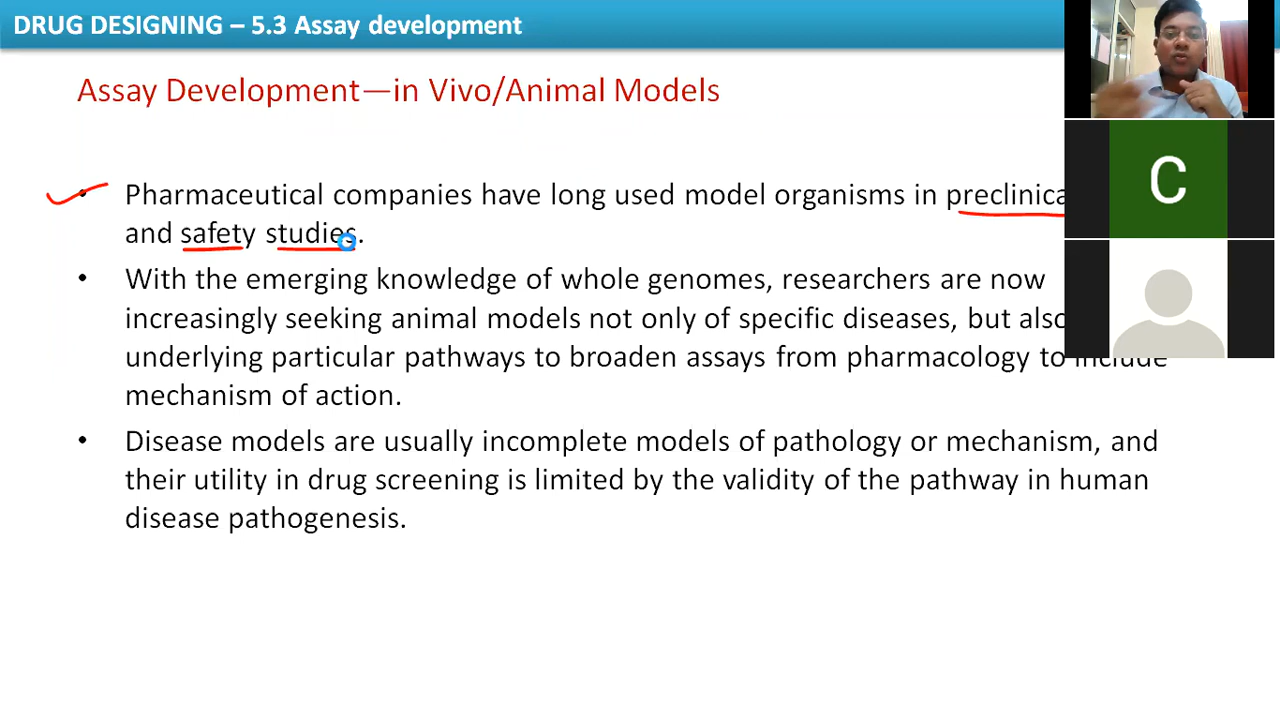 DRUG DESIGNING – 5.3 Assay development
Assay Development—in Vivo/Animal Models
• Pharmaceutical companies have long used model organisms in
and safety studies.
• With the emerging knowledge of whole genomes, researchers are now
increasingly seeking animal models not only of specific diseases, but also
underlying particular pathways to broaden assays from pharmacology to include
mechanism of action.
• Disease models are usually incomplete models of pathology or mechanism, and
their utility in drug screening is limited by the validity of the pathway in human
disease pathogenesis.
C